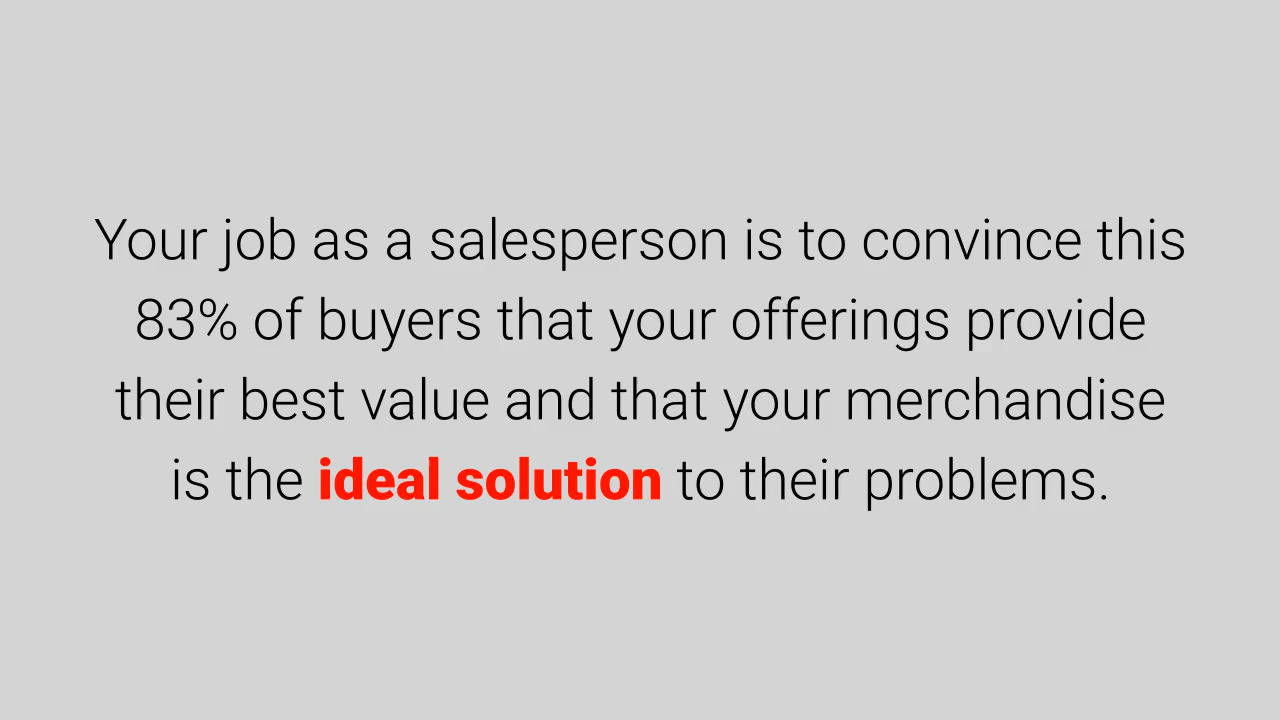 Your job as a salesperson is to convince this
83% of buyers that your offerings provide
their best value and that your merchandise
is the ideal solution to their problems.